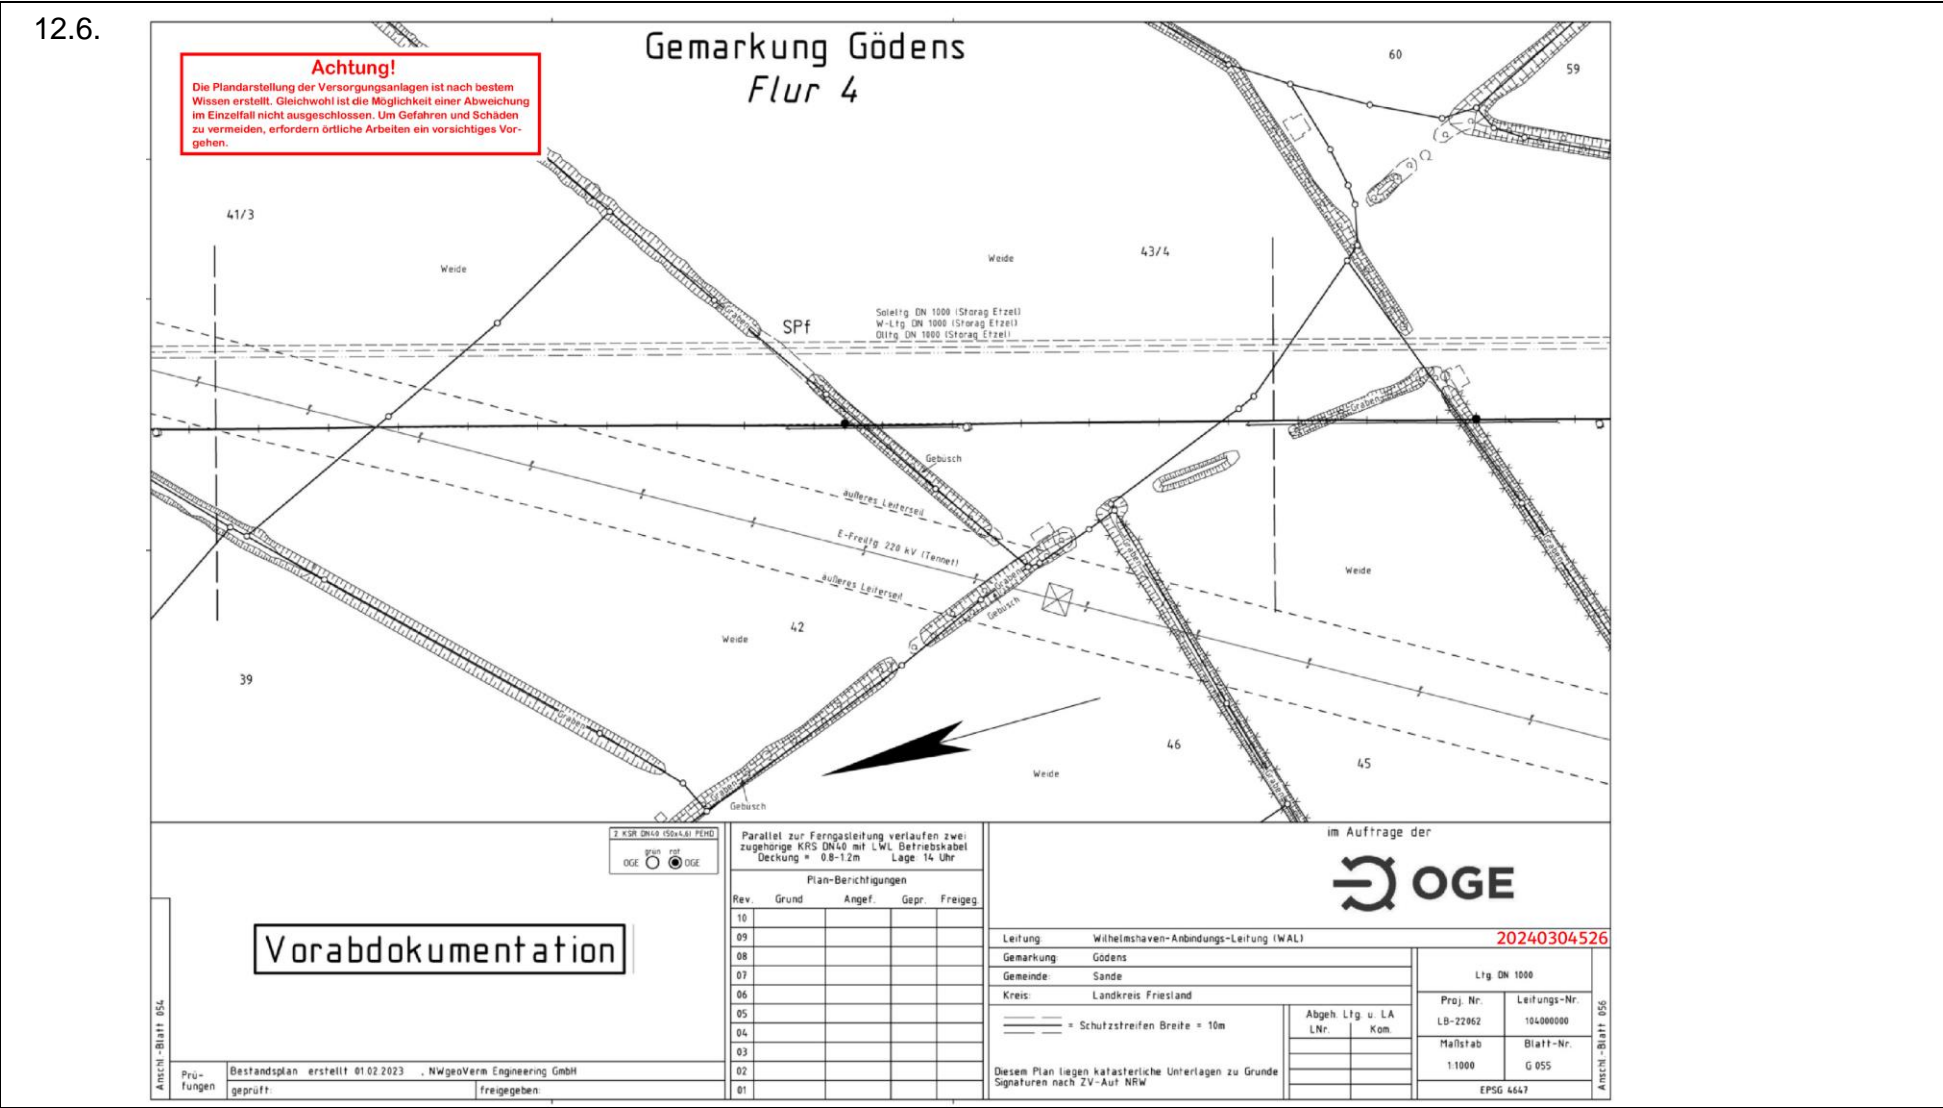 12.6.
Gemarkung Gödens
Flur 4
Achtung!
Die Plandarstellung der Versorgungsanlagen ist nach bestem
Wissen erstellt. Gleichwohl ist die Möglichkeit einer Abweichung
im Einzelfall nicht ausgeschlossen. Um Gefahren und Schäden
zu vermeiden, erfordern örtliche Arbeiten ein vorsichtiges Vor-
gehen.
60
59
41/3
Weide
Weide
43/4
Graben
SPf
Soleltg. DN 1000 (Storag Etzel)
W-Ltg. DN 1000 (Storag Etzel)
Ölltg. DN 1000 (Storag Etzel)
Graben
Gebüsch
äußeres Leiterseil
E-Freiltg. 220 kV (Tennet)
äußeres Leiterseil
Graben
Gebüsch
Graben
Graben
Weide
42
Weide
39
Graben
46
45
Weide
Graben
Graben
Gebüsch
2 KSR DN40 (50x4,6) PEHD
grün rot
OGE OGE
Vorabdokumentation
Anschl.-Blatt 054
Prü-
fungen
Bestandsplan erstellt 01.02.2023 , NWgeoVerm Engineering GmbH
geprüft:
freigegeben:
Parallel zur Ferngasleitung verlaufen zwei
zugehörige KRS DN40 mit LWL Betriebskabel
Deckung = 0.8-1.2m Lage: 14 Uhr
Plan-Berichtigungen
Rev. Grund Angef. Gepr. Freigeg.
10
09
08
07
06
05
04
03
02
01
im Auftrage der
OGE
Leitung: Wilhelmshaven-Anbindungs-Leitung (WAL)
20240304526
Gemarkung: Gödens
Gemeinde: Sande
Kreis: Landkreis Friesland
= Schutzstreifen Breite = 10m
Diesem Plan liegen katasterliche Unterlagen zu Grunde
Signaturen nach ZV-Aut NRW
Abgeh. Ltg. u. LA
LNr. Kom.
Ltg. DN 1000
Proj. Nr. Leitungs-Nr.
LB-22062 104000000
Maßstab Blatt-Nr.
1:1000 G 055
EPSG 4647
Anschl.-Blatt 056